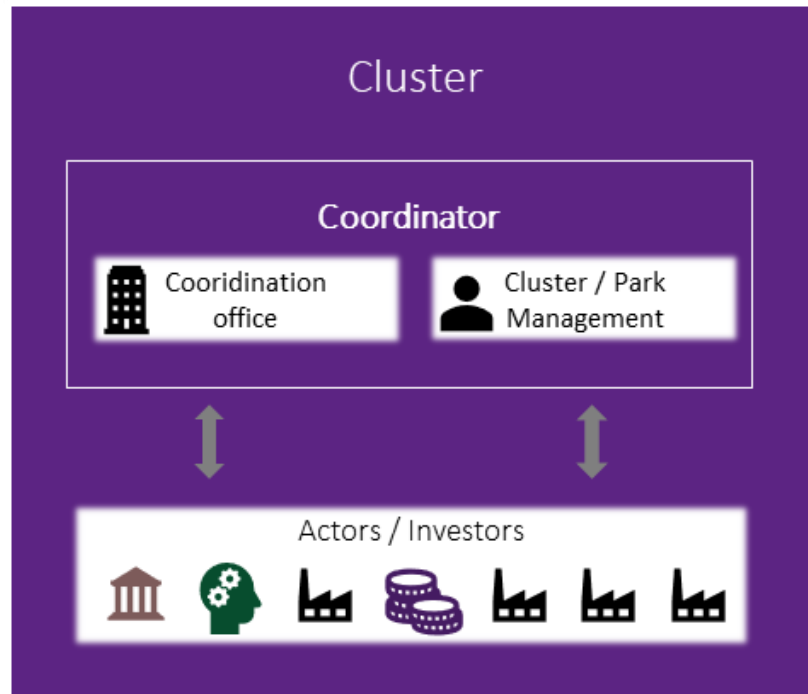 Cluster
Coordinator
Cooridination
office
Cluster / Park
Management
Actors / Investors